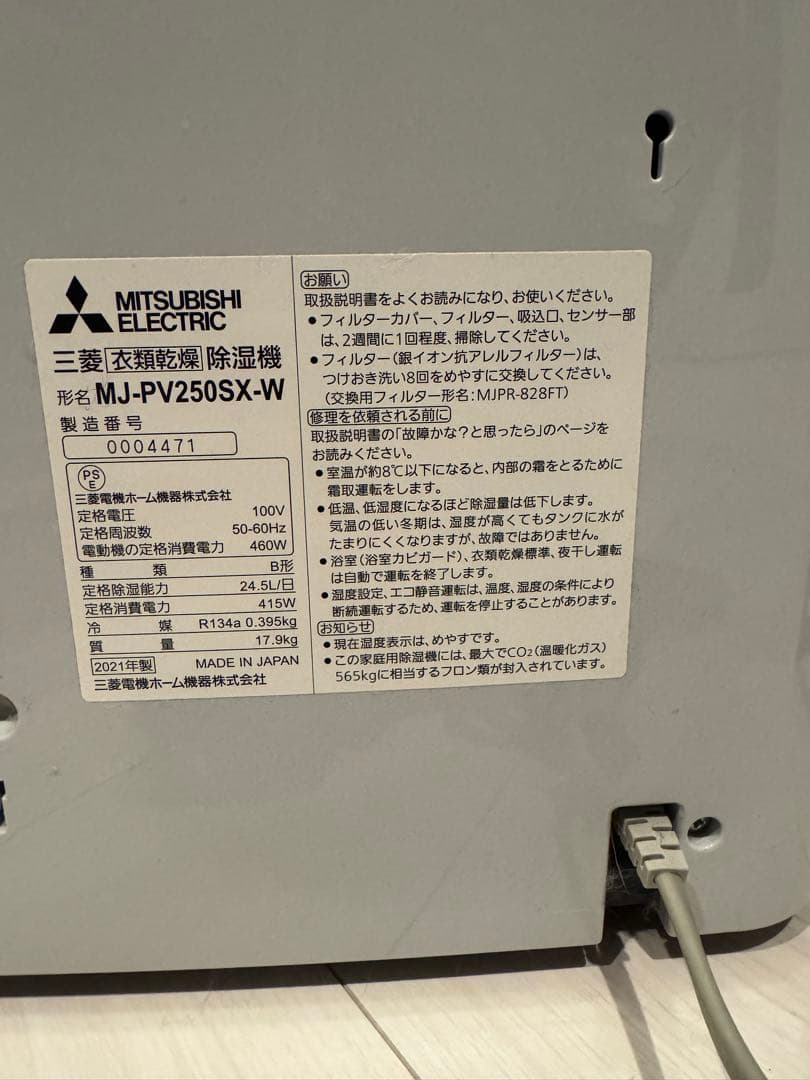 MITSUBISHI
ELECTRIC
三菱 衣類乾燥 除湿機
形名 MJ-PV250SX-W
製造番号
0004471
PS
E
三菱電機ホーム機器株式会社
定格電圧 100V
定格周波数 50-60Hz
電動機の定格消費電力 460W
種類 B形
定格除湿能力 24.5L/日
定格消費電力 415W
冷媒 R134a 0.395kg
質量 17.9kg
2021年製 MADE IN JAPAN
三菱電機ホーム機器株式会社
お願い
取扱説明書をよくお読みになり、お使いください。
●フィルターカバー、フィルター、吸込口、センサー部
は、2週間に1回程度、掃除してください。
●フィルター(銀イオン抗アレルフィルター)は、
つけおき洗い8回をめやすに交換してください。
(交換用フィルター形名:MJPR-828FT)
修理を依頼される前に
取扱説明書の「故障かな?と思ったら」のページを
お読みください。
●室温が約8℃以下になると、内部の霜をとるために
霜取運転をします。
●低温、低湿度になるほど除湿量は低下します。
気温の低い冬期は、湿度が高くてもタンクに水が
たまりにくくなりますが、故障ではありません。
●浴室(浴室カビガード)、衣類乾燥標準、夜干し運転
は自動で運転を終了します。
●湿度設定、エコ静音運転は、温度、湿度の条件により
断続運転するため、運転を停止することがあります。
お知らせ
●現在湿度表示は、めやすです。
●この家庭用除湿機には、最大でCO2(温暖化ガス)
565kgに相当するフロン類が封入されています。